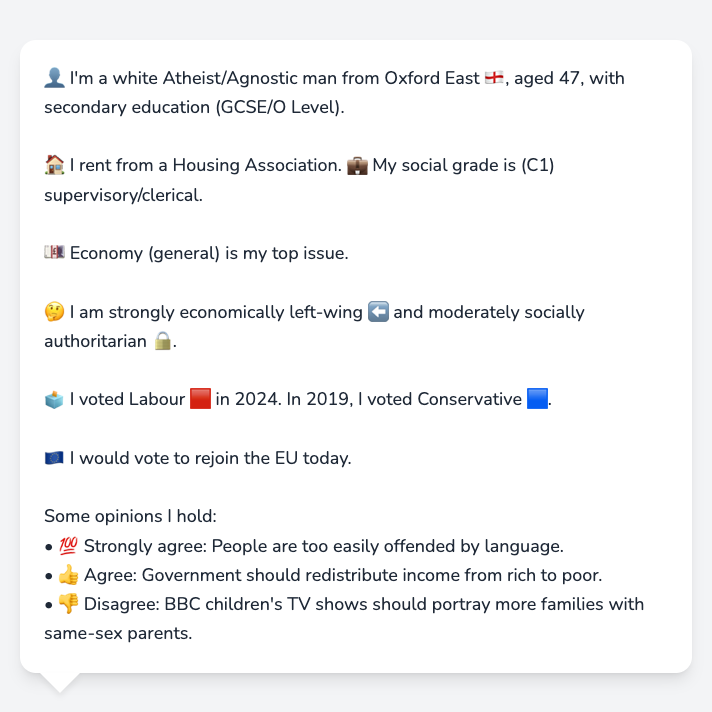 👤 I'm a white Atheist/Agnostic man from Oxford East 🏴󠁧󠁢󠁥󠁮󠁧󠁿, aged 47, with
secondary education (GCSE/O Level).
🏠 I rent from a Housing Association. 💼 My social grade is (C1)
supervisory/clerical.
💷 Economy (general) is my top issue.
🤔 I am strongly economically left-wing ⬅️ and moderately socially
authoritarian 🔒.
🗳️ I voted Labour 🟥 in 2024. In 2019, I voted Conservative 🟦.
🇪🇺 I would vote to rejoin the EU today.
Some opinions I hold:
• 💯 Strongly agree: People are too easily offended by language.
• 👍 Agree: Government should redistribute income from rich to poor.
• 👎 Disagree: BBC children's TV shows should portray more families with
same-sex parents.